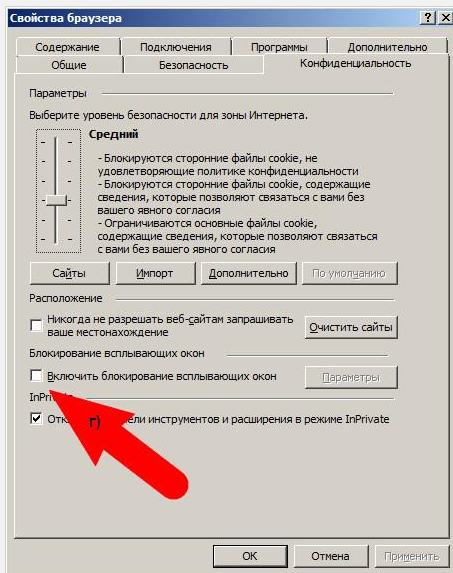 Свойства браузера
Содержание Подключения Программы Дополнительно
Общие Безопасность Конфиденциальность
Параметры
Выберите уровень безопасности для зоны Интернета.
Средний
- Блокируются сторонние файлы cookie, не
удовлетворяющие политике конфиденциальности
- Блокируются сторонние файлы cookie, содержащие
сведения, которые позволяют связаться с вами без
вашего явного согласия
- Ограничиваются основные файлы cookie,
содержащие сведения, которые позволяют связаться
с вами без вашего явного согласия
Сайты Импорт Дополнительно По умолчанию
Расположение
Никогда не разрешать веб-сайтам запрашивать
ваше местонахождение
Очистить сайты
Блокирование всплывающих окон
Включить блокирование всплывающих окон Параметры
г) инструментов и расширения в режиме InPrivate
ОК Отмена Применить